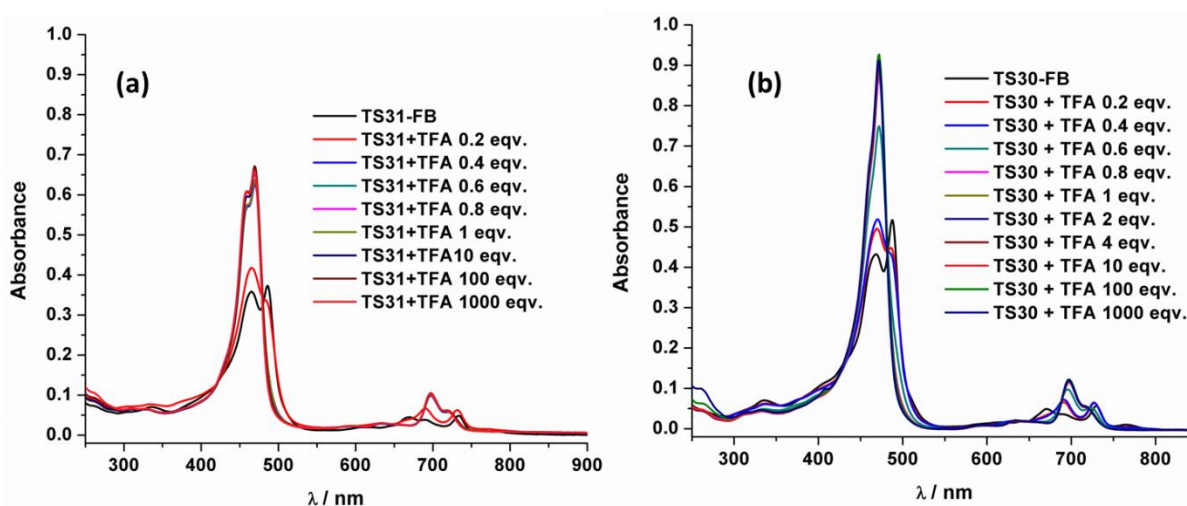 (a)
TS31-FB
TS31+TFA 0.2 eqv.
TS31+TFA 0.4 eqv.
TS31+TFA 0.6 eqv.
TS31+TFA 0.8 eqv.
TS31+TFA 1 eqv.
TS31+TFA10 eqv.
TS31+TFA 100 eqv.
TS31+TFA 1000 eqv.
Absorbance
1.0
0.9
0.8
0.7
0.6
0.5
0.4
0.3
0.2
0.1
0.0
300 400 500 600 700 800 900
λ / nm
(b)
TS30-FB
TS30 + TFA 0.2 eqv.
TS30 + TFA 0.4 eqv.
TS30 + TFA 0.6 eqv.
TS30 + TFA 0.8 eqv.
TS30 + TFA 1 eqv.
TS30 + TFA 2 eqv.
TS30 + TFA 4 eqv.
TS30 + TFA 10 eqv.
TS30 + TFA 100 eqv.
TS30 + TFA 1000 eqv.
Absorbance
1.0
0.9
0.8
0.7
0.6
0.5
0.4
0.3
0.2
0.1
0.0
300 400 500 600 700 800
λ / nm